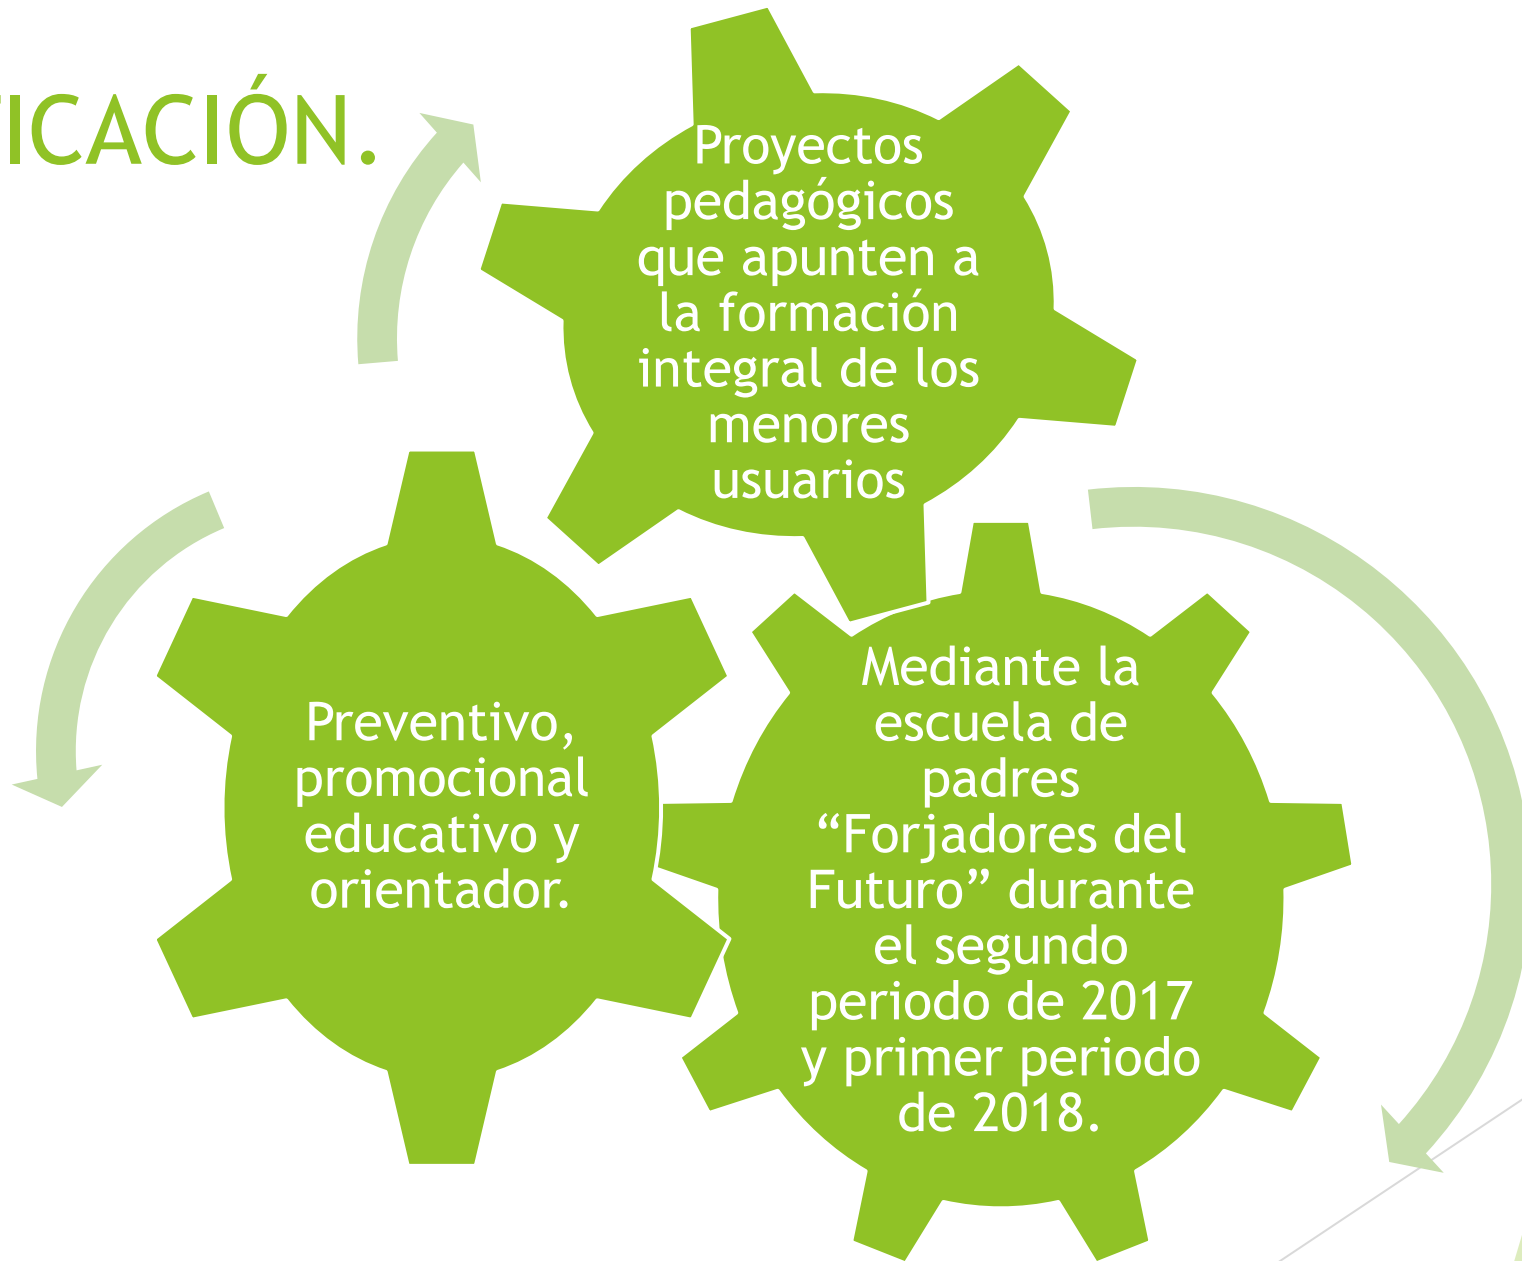 ICACIÓN.
Proyectos
pedagógicos
que apunten a
la formación
integral de los
menores
usuarios
Preventivo,
promocional
educativo y
orientador.
Mediante la
escuela de
padres
“Forjadores del
Futuro” durante
el segundo
periodo de 2017
y primer periodo
de 2018.